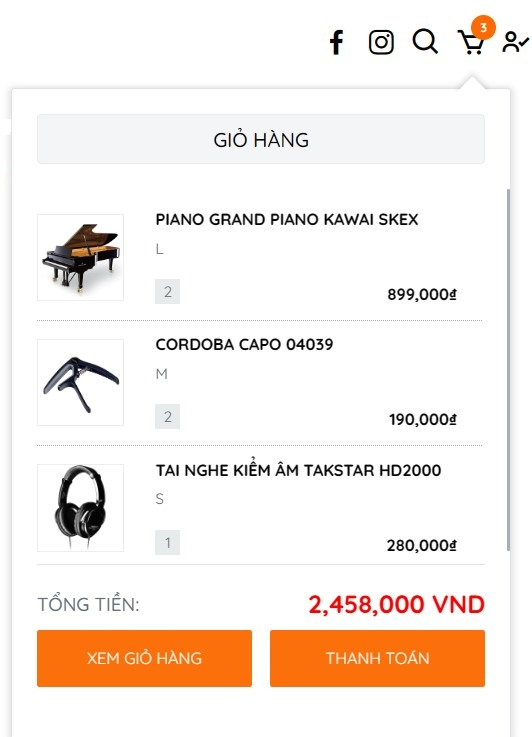 3
GIỎ HÀNG
PIANO GRAND PIANO KAWAI SKEX
L
2
899,000₫
CORDOBA CAPO 04039
M
2
190,000₫
TAI NGHE KIỂM ÂM TAKSTAR HD2000
S
1
280,000₫
TỔNG TIỀN:
2,458,000 VND
XEM GIỎ HÀNG
THANH TOÁN